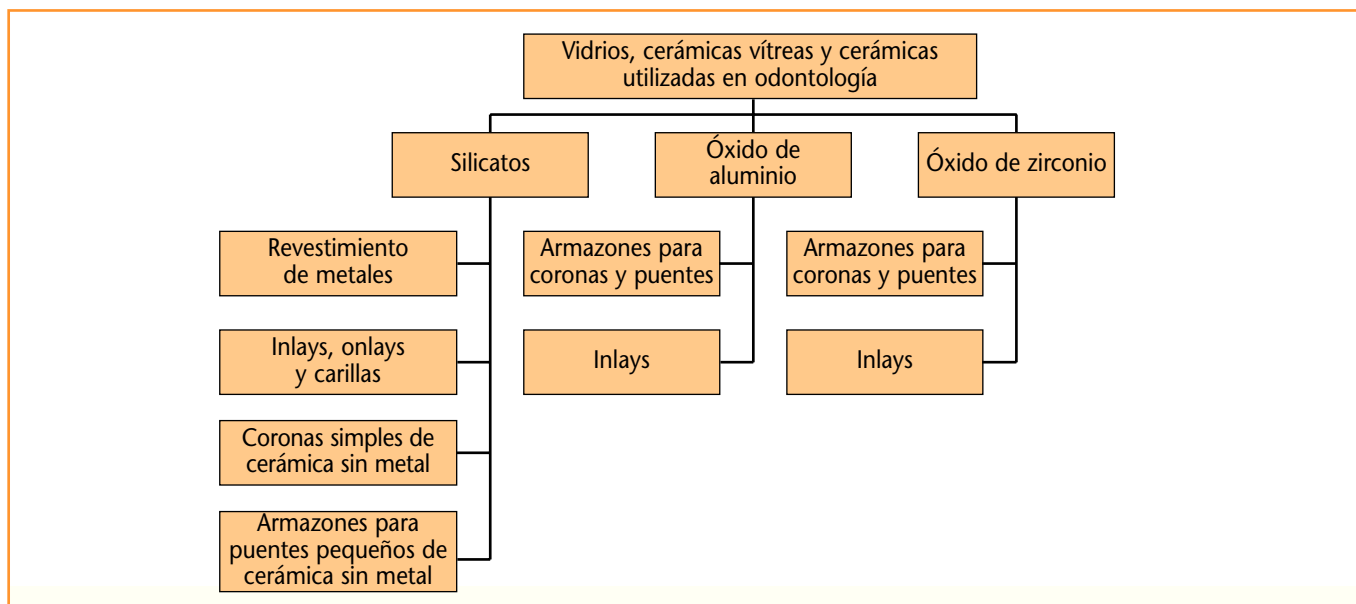 Vidrios, cerámicas vítreas y cerámicas
utilizadas en odontología
Silicatos
Óxido de
aluminio
Óxido de zirconio
Revestimiento
de metales
Armazones para
coronas y puentes
Armazones para
coronas y puentes
Inlays, onlays
y carillas
Inlays
Inlays
Coronas simples de
cerámica sin metal
Armazones para
puentes pequeños de
cerámica sin metal